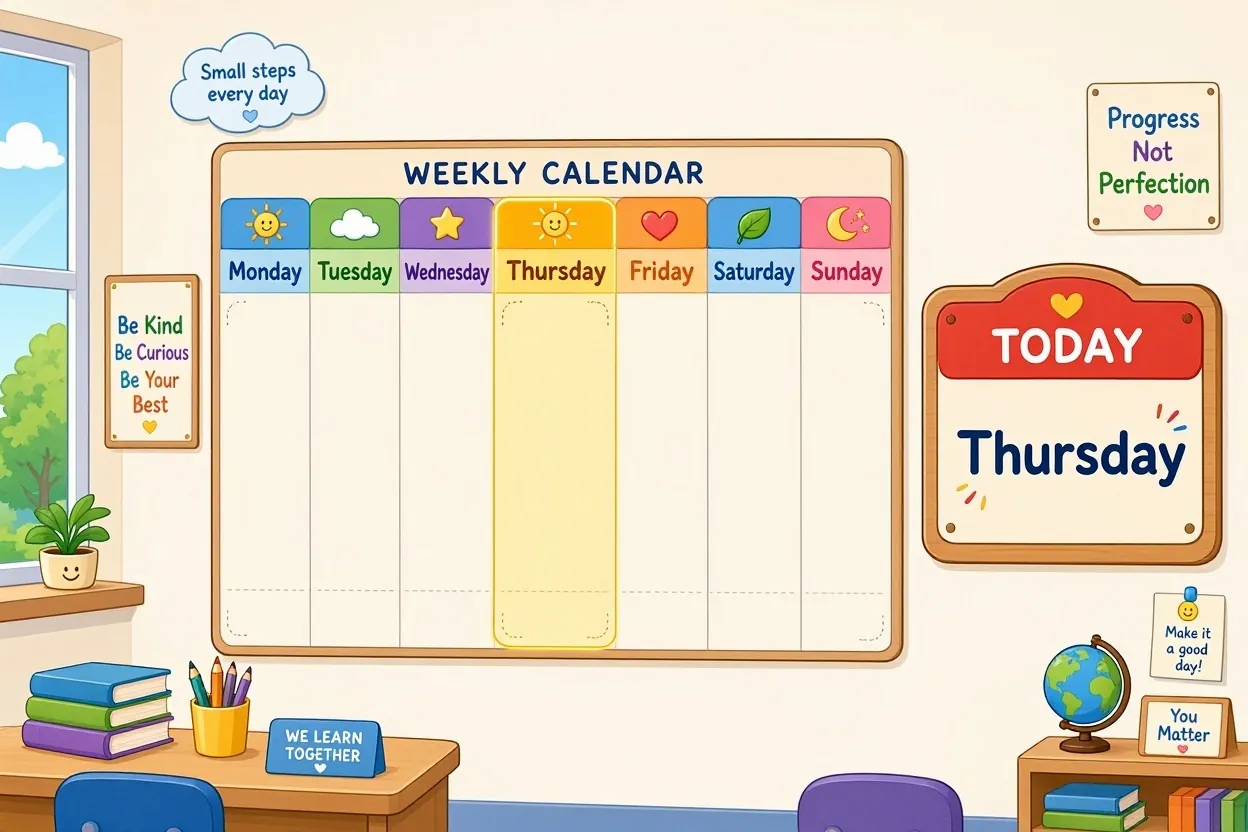 Small steps
every day
WEEKLY CALENDAR
Monday Tuesday Wednesday Thursday Friday Saturday Sunday
Progress
Not
Perfection
Be Kind
Be Curious
Be Your
Best
TODAY
Thursday
Make it
a good
day!
You
Matter
WE LEARN
TOGETHER